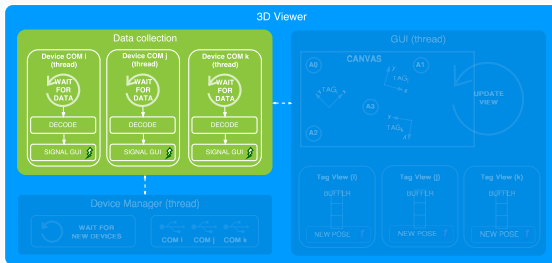 3D Viewer
Data collection
Device COM i
(thread)
WAIT
FOR
DATA
DECODE
SIGNAL GUI
Device COM j
(thread)
WAIT
FOR
DATA
DECODE
SIGNAL GUI
Device COM k
(thread)
WAIT
FOR
DATA
DECODE
SIGNAL GUI
GUI (thread)
CANVAS
A0
A1
TAG
TAG
A3
TAG
A2
UPDATE
VIEW
Tag View (i)
BUFFER
NEW POSE
Tag View (j)
BUFFER
NEW POSE
Tag View (k)
BUFFER
NEW POSE
Device Manager (thread)
WAIT FOR
NEW DEVICES
COM i
COM j
COM k